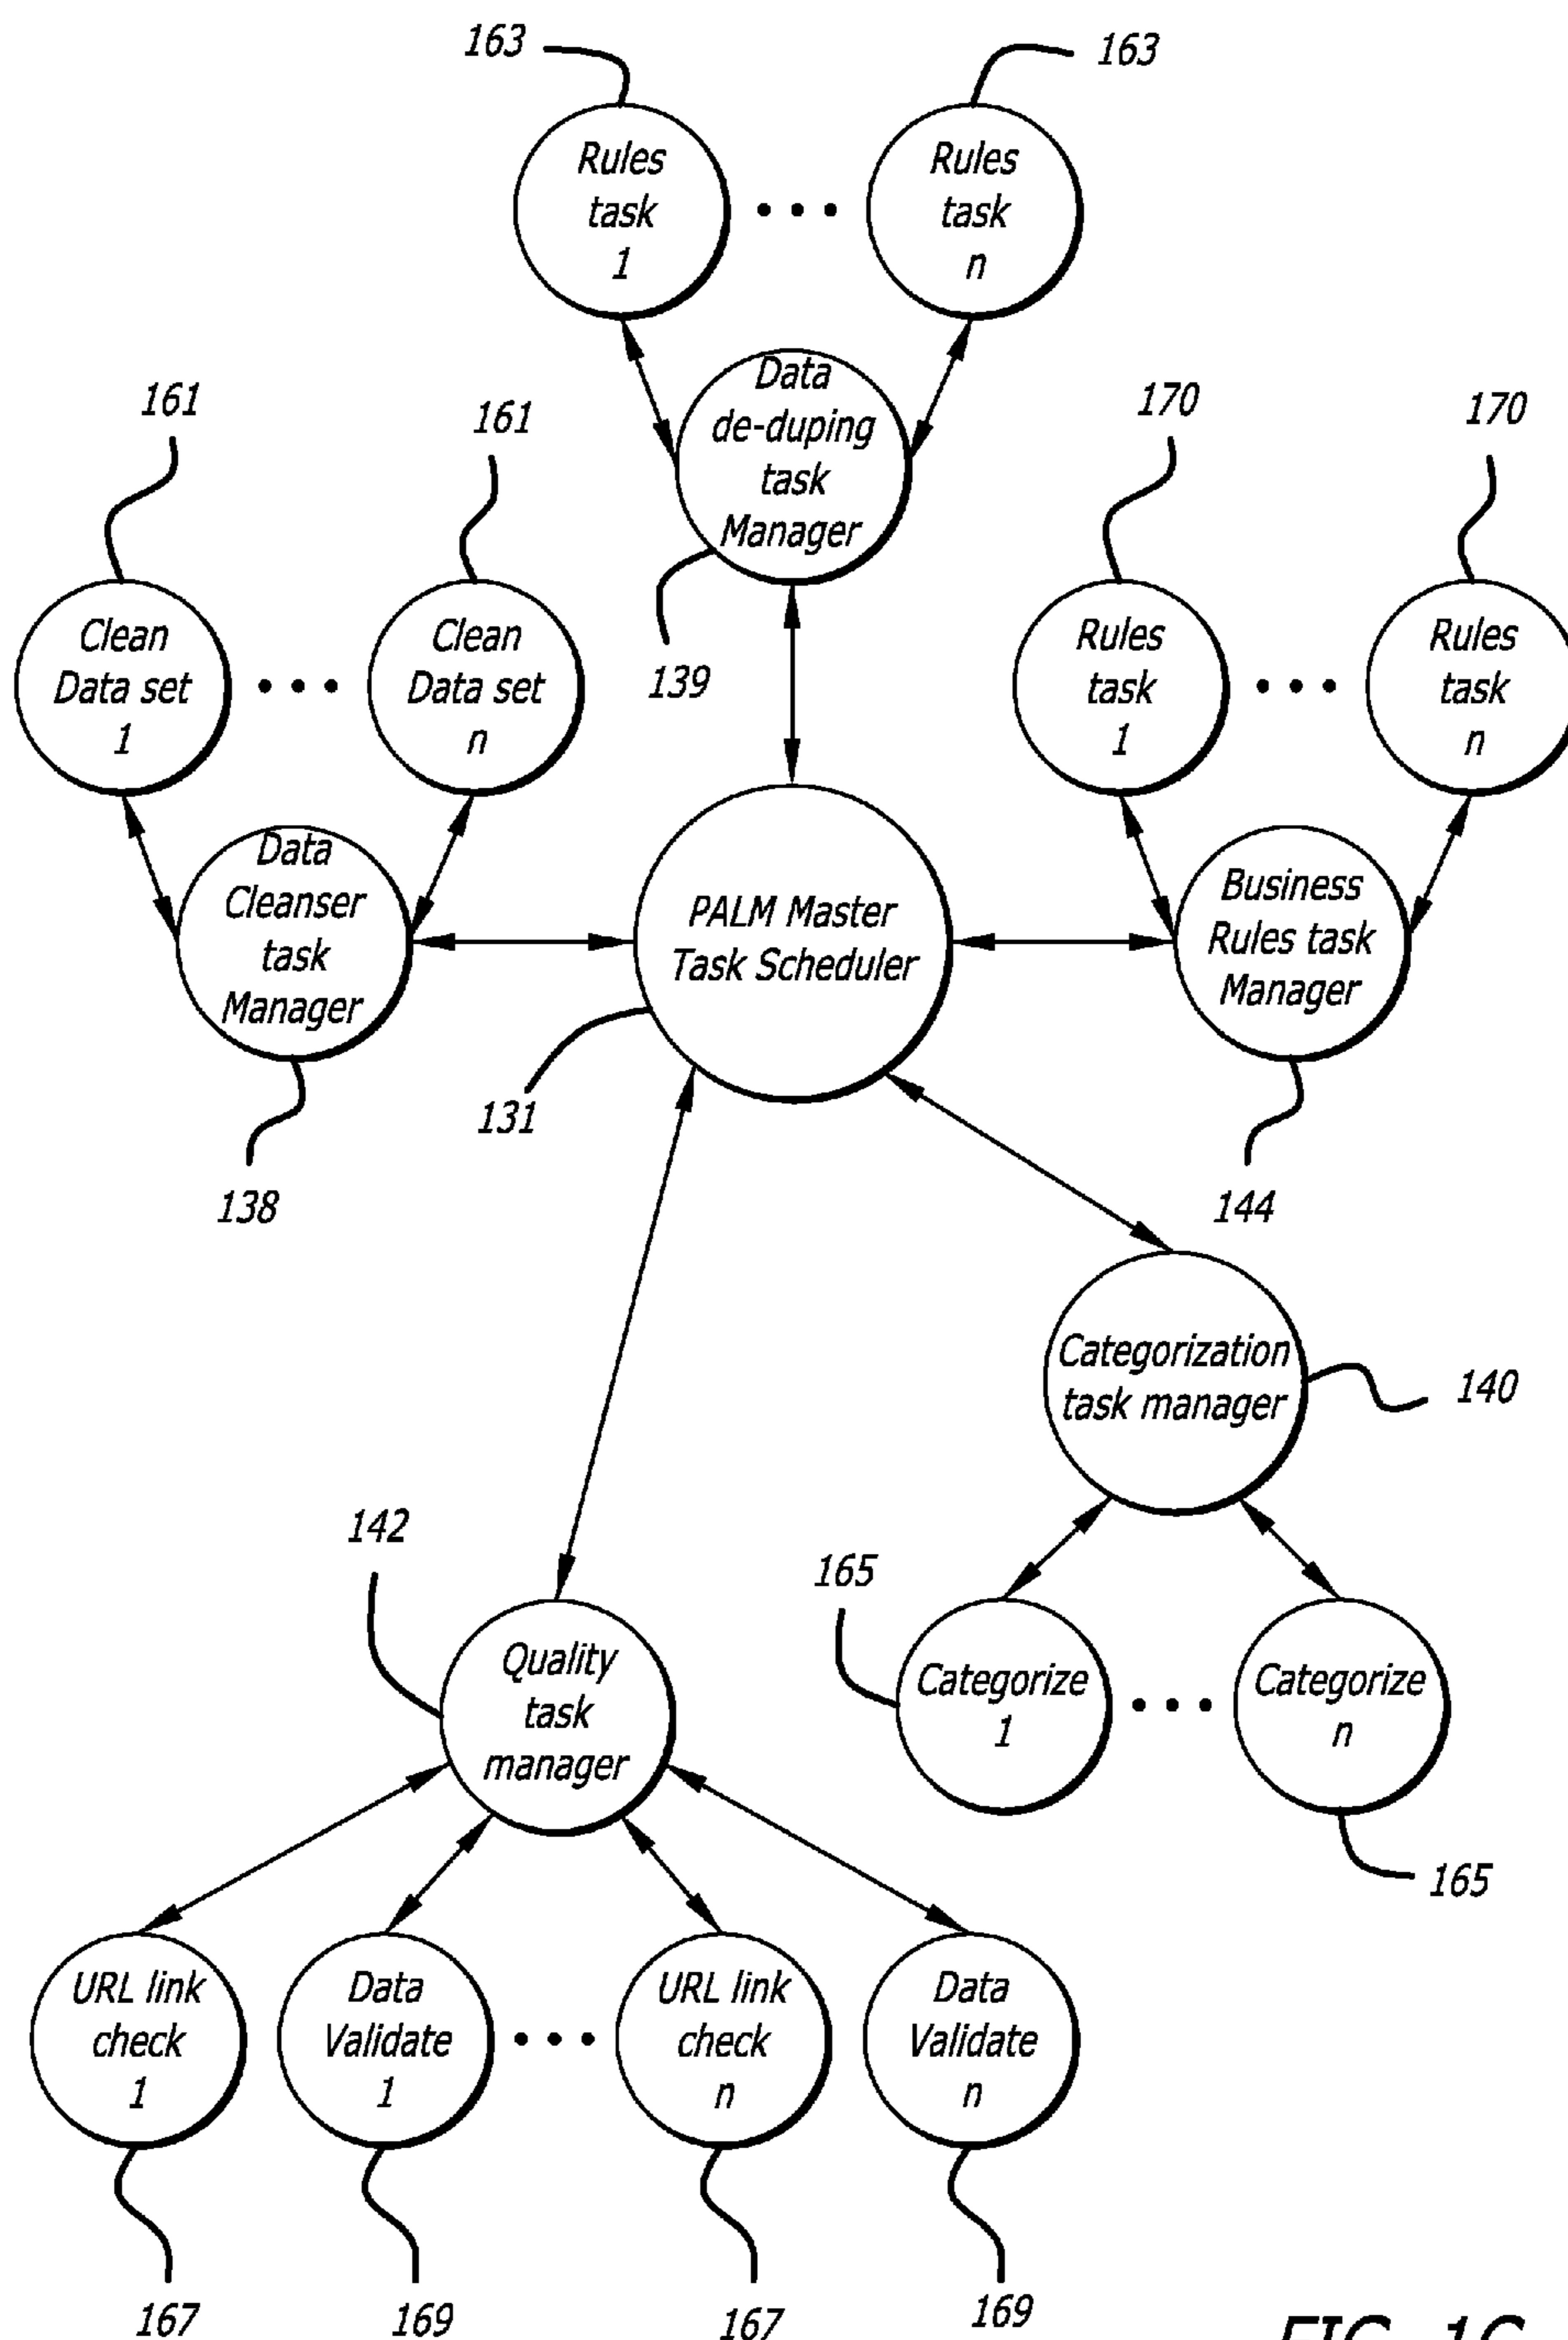 163
163
Rules
task
1
Rules
task
n
Data
de-duping
task
Manager
139
161
161
170
170
Clean
Data set
1
Clean
Data set
n
Rules
task
1
Rules
task
n
Data
Cleanser
task
Manager
138
PALM Master
Task Scheduler
131
Business
Rules task
Manager
144
Categorization
task manager
140
142
165
Quality
task
manager
Categorize
1
Categorize
n
165
URL link
check
1
Data
Validate
1
URL link
check
n
Data
Validate
n
167
169
167
169
FIG. 1C